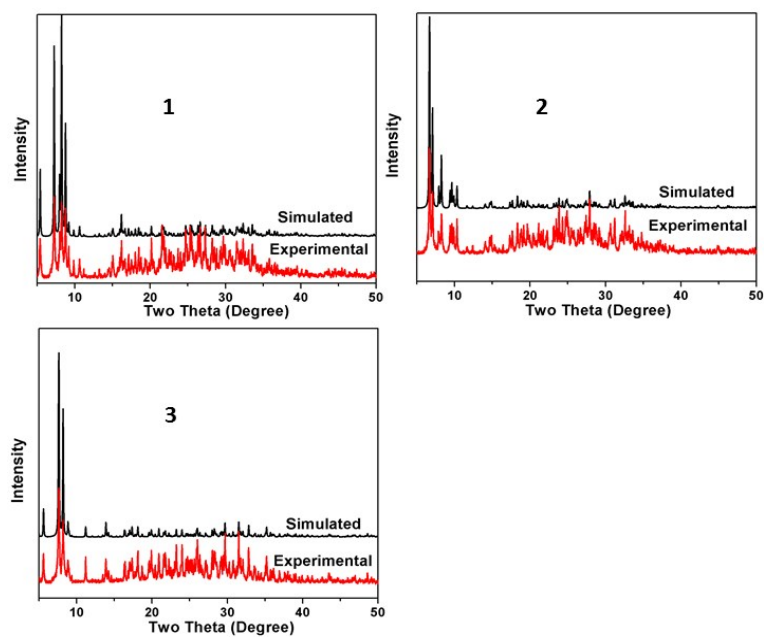 1
Intensity
Simulated
Experimental
10 20 30 40 50
Two Theta (Degree)
2
Intensity
Simulated
Experimental
10 20 30 40 50
Two Theta (Degree)
3
Intensity
Simulated
Experimental
10 20 30 40 50
Two Theta (Degree)